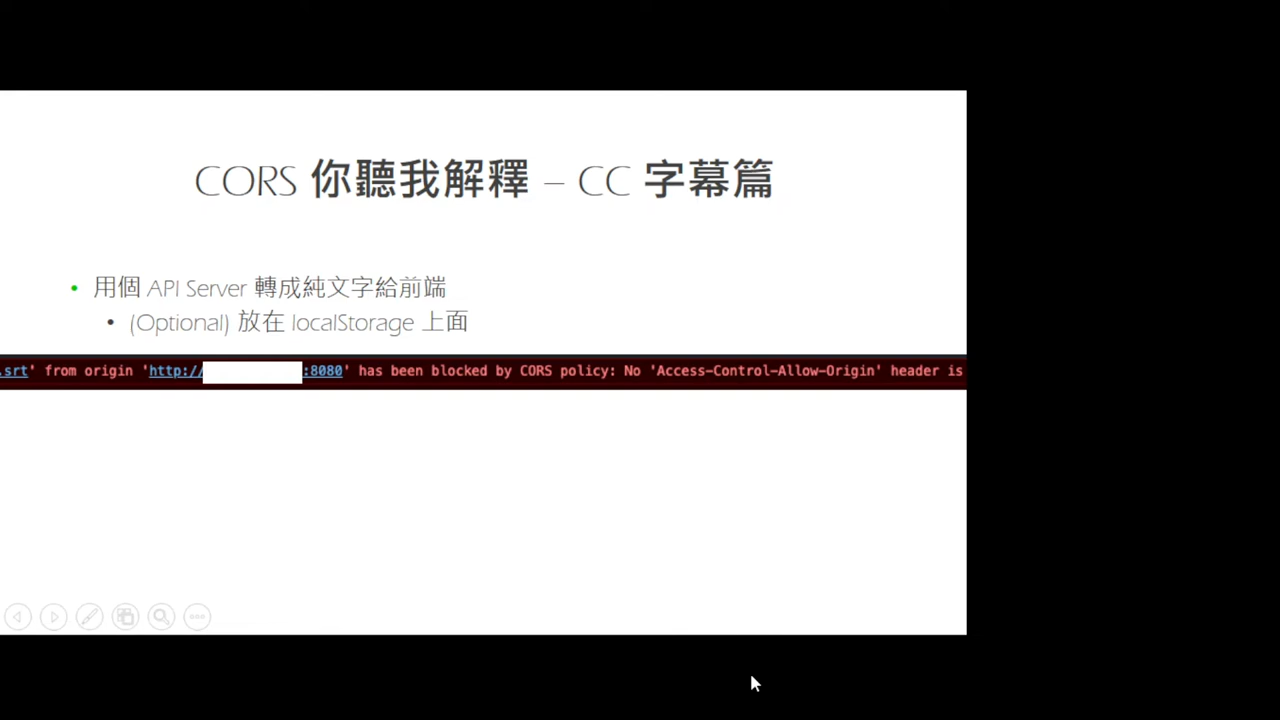 CORS 你聽我解釋 – CC 字幕篇
• 用個 API Server 轉成純文字給前端
• (Optional) 放在 localStorage 上面
.srt' from origin 'http://:8080' has been blocked by CORS policy: No 'Access-Control-Allow-Origin' header is